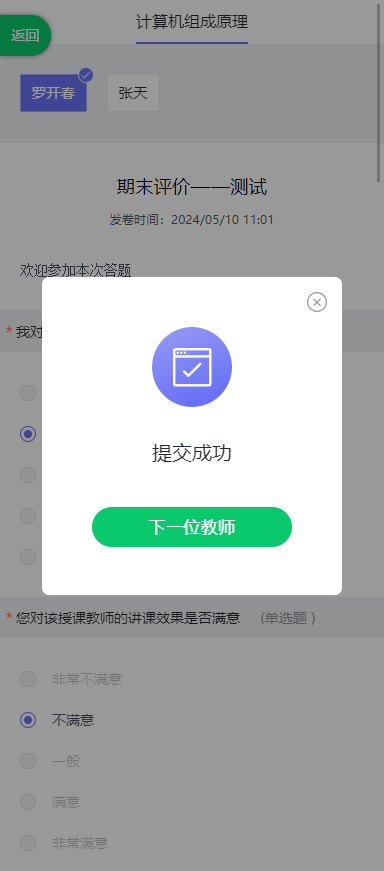 返回
计算机组成原理
罗开春
张天
期末评价——测试
发卷时间：2024/05/10 11:01
欢迎参加本次答题
* 我对
提交成功
下一位教师
* 您对该授课教师的讲课效果是否满意 (单选题 )
非常不满意
不满意
一般
满意
非常满意